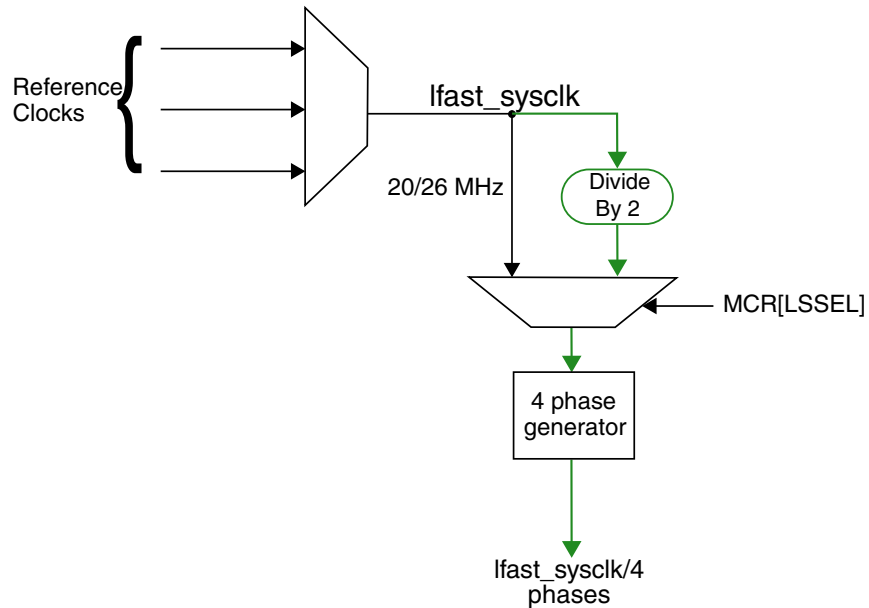 Reference
Clocks
lfast_sysclk
20/26 MHz
Divide
By 2
MCR[LSSEL]
4 phase
generator
lfast_sysclk/4
phases